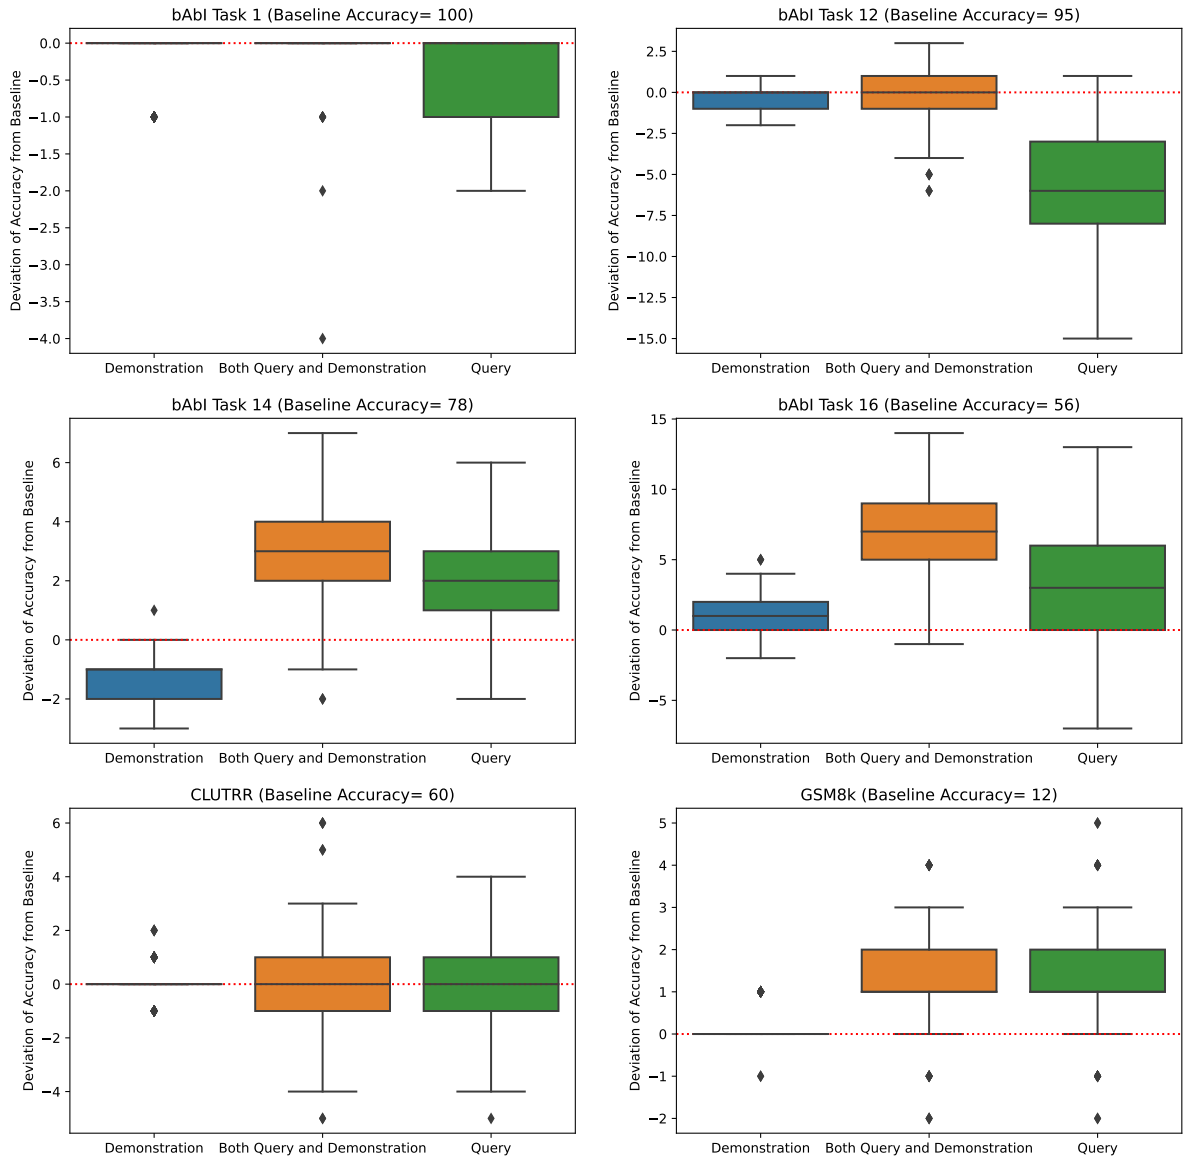 bAbI Task 1 (Baseline Accuracy= 100)
Deviation of Accuracy from Baseline
0.0
−0.5
−1.0
−1.5
−2.0
−2.5
−3.0
−3.5
−4.0
Demonstration Both Query and Demonstration Query
bAbI Task 12 (Baseline Accuracy= 95)
Deviation of Accuracy from Baseline
2.5
0.0
−2.5
−5.0
−7.5
−10.0
−12.5
−15.0
Demonstration Both Query and Demonstration Query
bAbI Task 14 (Baseline Accuracy= 78)
Deviation of Accuracy from Baseline
6
4
2
0
−2
Demonstration Both Query and Demonstration Query
bAbI Task 16 (Baseline Accuracy= 56)
Deviation of Accuracy from Baseline
15
10
5
0
−5
Demonstration Both Query and Demonstration Query
CLUTRR (Baseline Accuracy= 60)
Deviation of Accuracy from Baseline
6
4
2
0
−2
−4
Demonstration Both Query and Demonstration Query
GSM8k (Baseline Accuracy= 12)
Deviation of Accuracy from Baseline
5
4
3
2
1
0
−1
−2
Demonstration Both Query and Demonstration Query